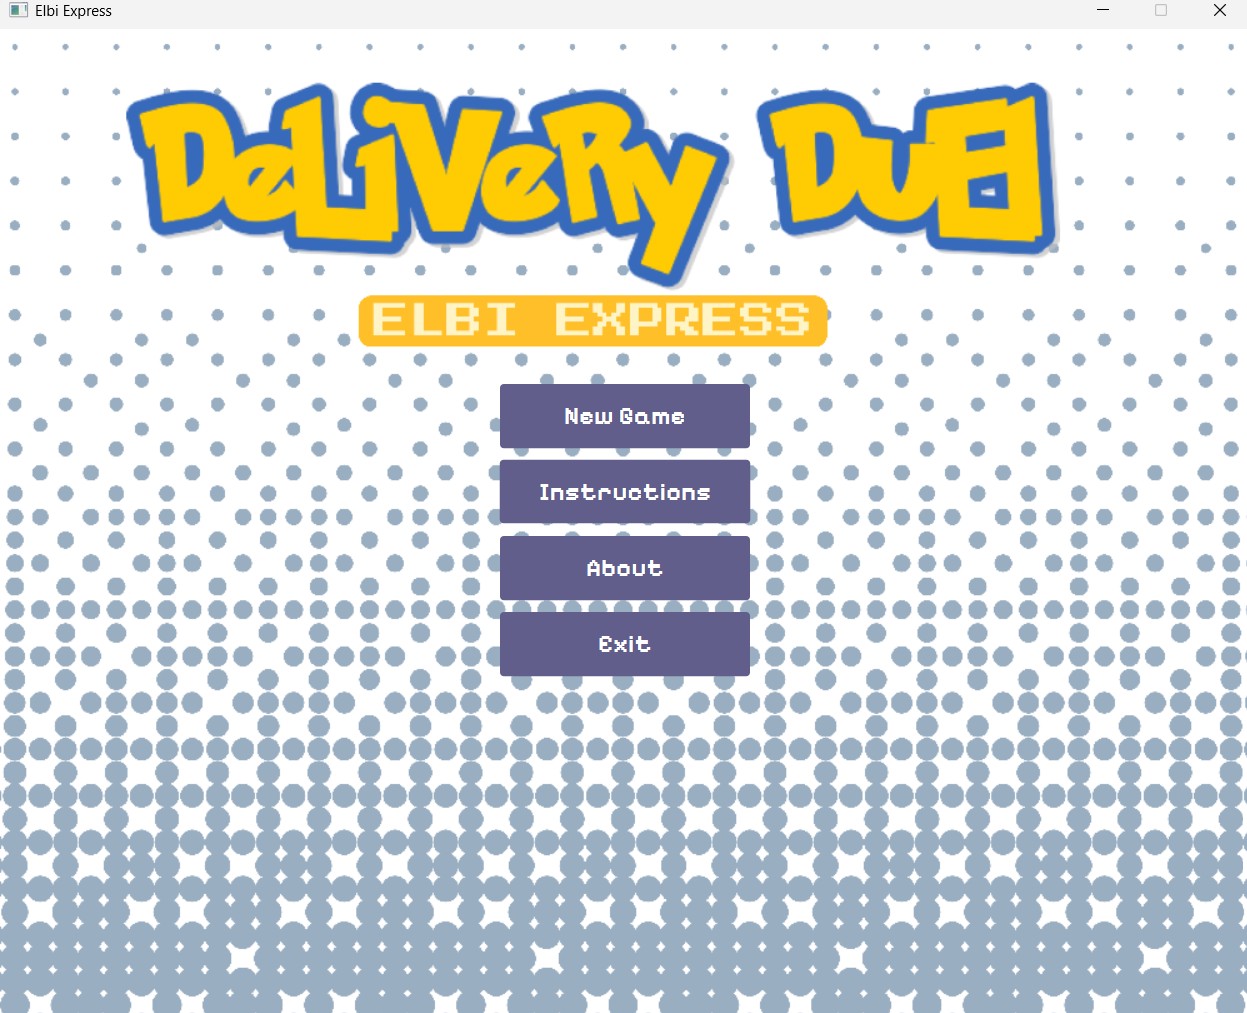 Elbi Express
DeLiVeRy DuEL
ELBI EXPRESS
New Game
Instructions
About
Exit